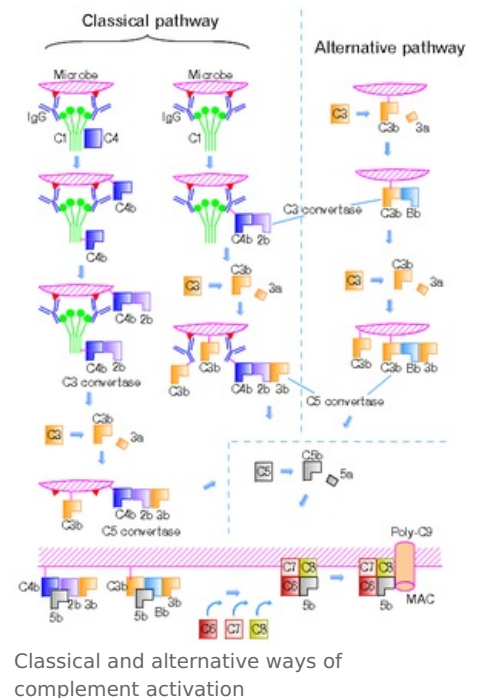 Classical pathway
Alternative pathway
Microbe
IgG
C1
C4
C4b
C4b
C4b 2b
C4b 2b
C3 convertase
C3
C3b
3a
C3b
C4b 2b 3b
C5 convertase
Microbe
IgG
C1
C4b 2b
C3 convertase
C3
C3b
3a
C3b
C3b
C4b 2b 3b
C5 convertase
C3
C3b
3a
C3b Bb
C3
C3b
3a
C3b Bb 3b
C5
C5b
5a
C4b
2b 3b
5b
C3b
3b
Bb
5b
C6
C7
C8
C7 C8
C6
5b
C7 C8
C6
5b
Poly-C9
MAC
Classical and alternative ways of
complement activation